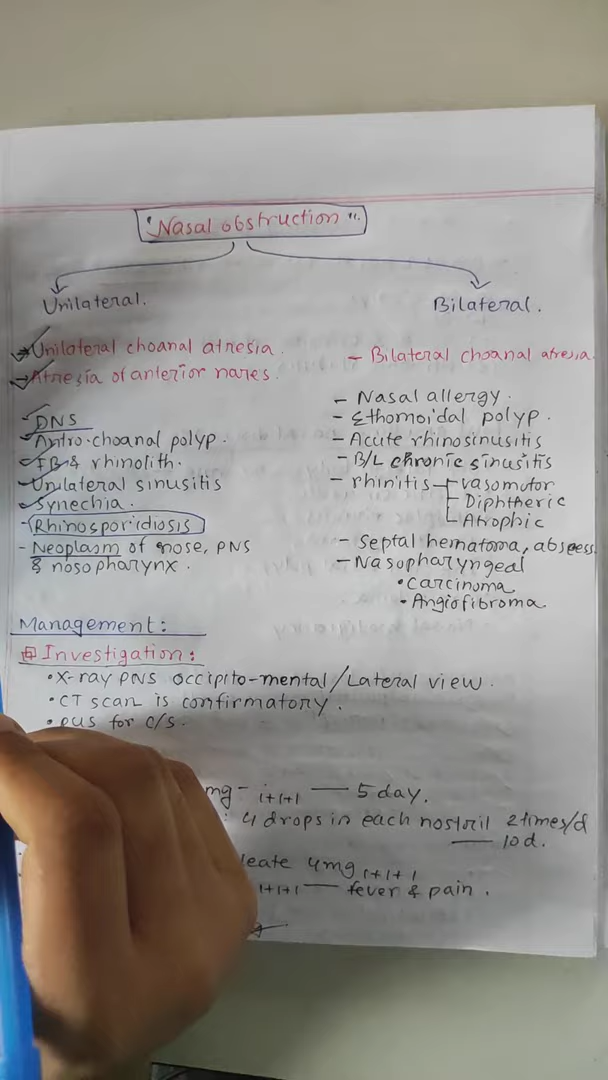 "Nasal obstruction".
Unilateral.
Unilateral choanal atresia.
Atresia of anterior nares.
DNS
Antro-choanal polyp.
FB & rhinolith.
Unilateral sinusitis
Synechia.
- Rhinosporidiosis
- Neoplasm of nose, PNS
& nosopharynx.
Bilateral.
- Bilateral choanal atresia.
- Nasal allergy.
- Ethomoidal polyp.
- Acute rhinosinusitis
- B/L chronic sinusitis
- rhinitis - vasomotor
- Diphtheric
- Atrophic
- Septal hematoma, abscess
- Nasopharyngeal
• Carcinoma
• Angiofibroma
Management:
Investigation:
• X-ray PNS occipito-mental/Lateral view.
• CT scan is confirmatory.
• pus for c/s.
mg - 1+1+1 — 5 day.
: 4 drops in each nostril 2 times/d
— 10d.
leate 4mg 1+1+1
1+1+1 — fever & pain.